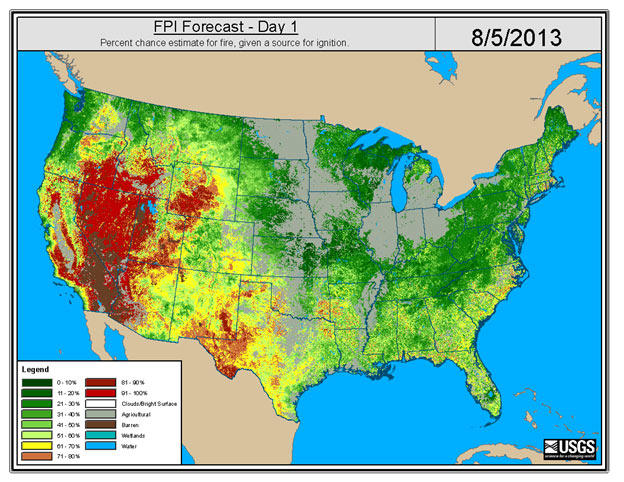 FPI Forecast - Day 1
Percent chance estimate for fire, given a source for ignition.
8/5/2013
Legend
0 - 10%
11 - 20%
21 - 30%
31 - 40%
41 - 50%
51 - 60%
61 - 70%
71 - 80%
81 - 90%
91 - 100%
Clouds/Bright Surface
Agricultural
Barren
Wetlands
Water
USGS
science for a changing world